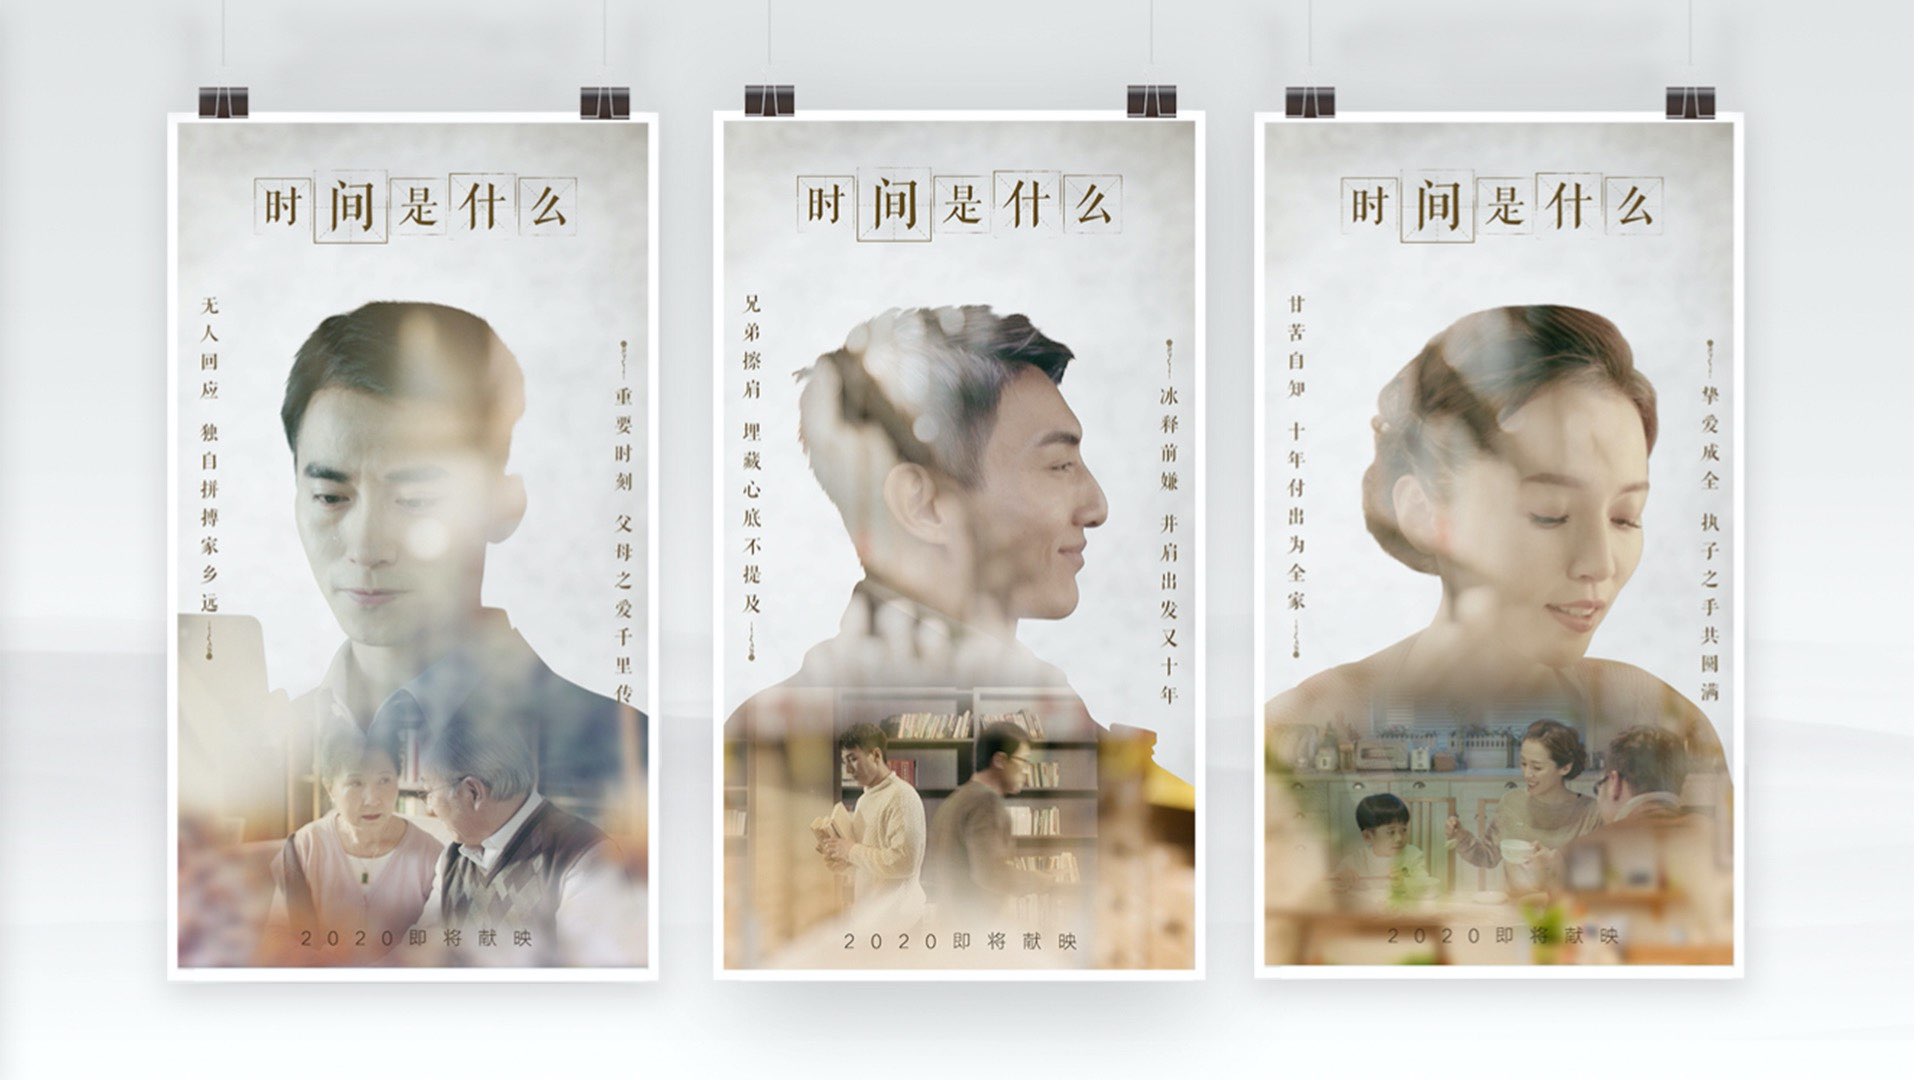 时间是什么
无人回应 独自拼搏家乡远
重要时刻 父母之爱千里传
2020即将献映
时间是什么
兄弟擦肩 埋藏心底不提及
冰释前嫌 并肩出发又十年
2020即将献映
时间是什么
甘苦自知 十年付出为全家
挚爱成全 执子之手共圆满
2020即将献映